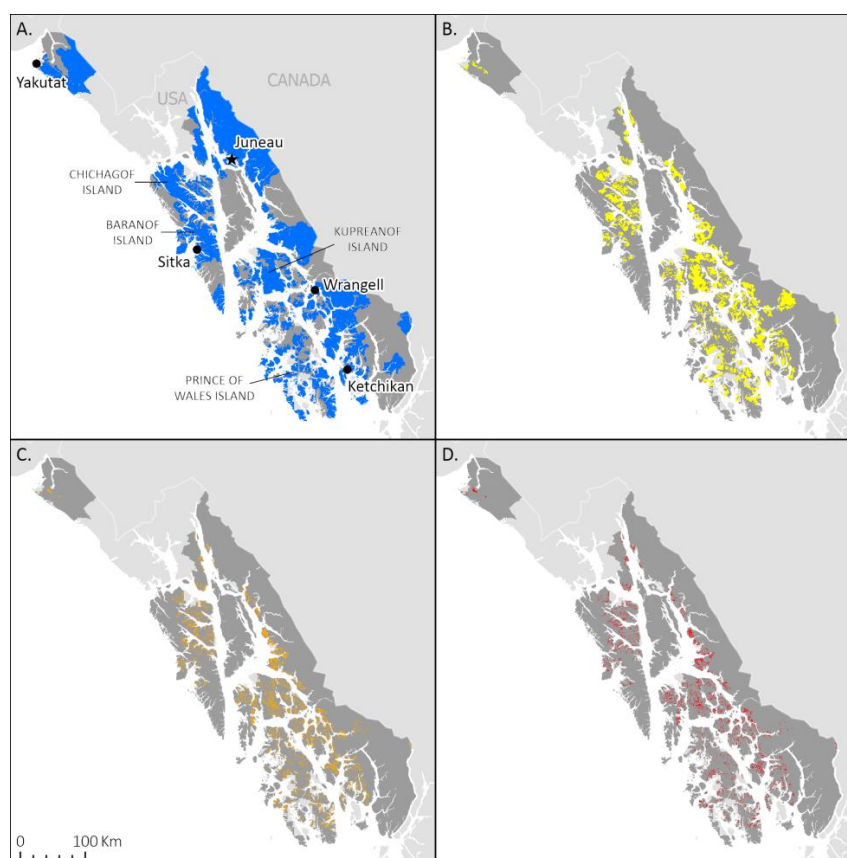 A.
B.
Yakutat
USA
CANADA
Juneau
CHICHAGOF
ISLAND
BARANOF
ISLAND
KUPREANOF
ISLAND
Sitka
Wrangell
PRINCE OF
WALES ISLAND
Ketchikan
C.
D.
0 100 Km